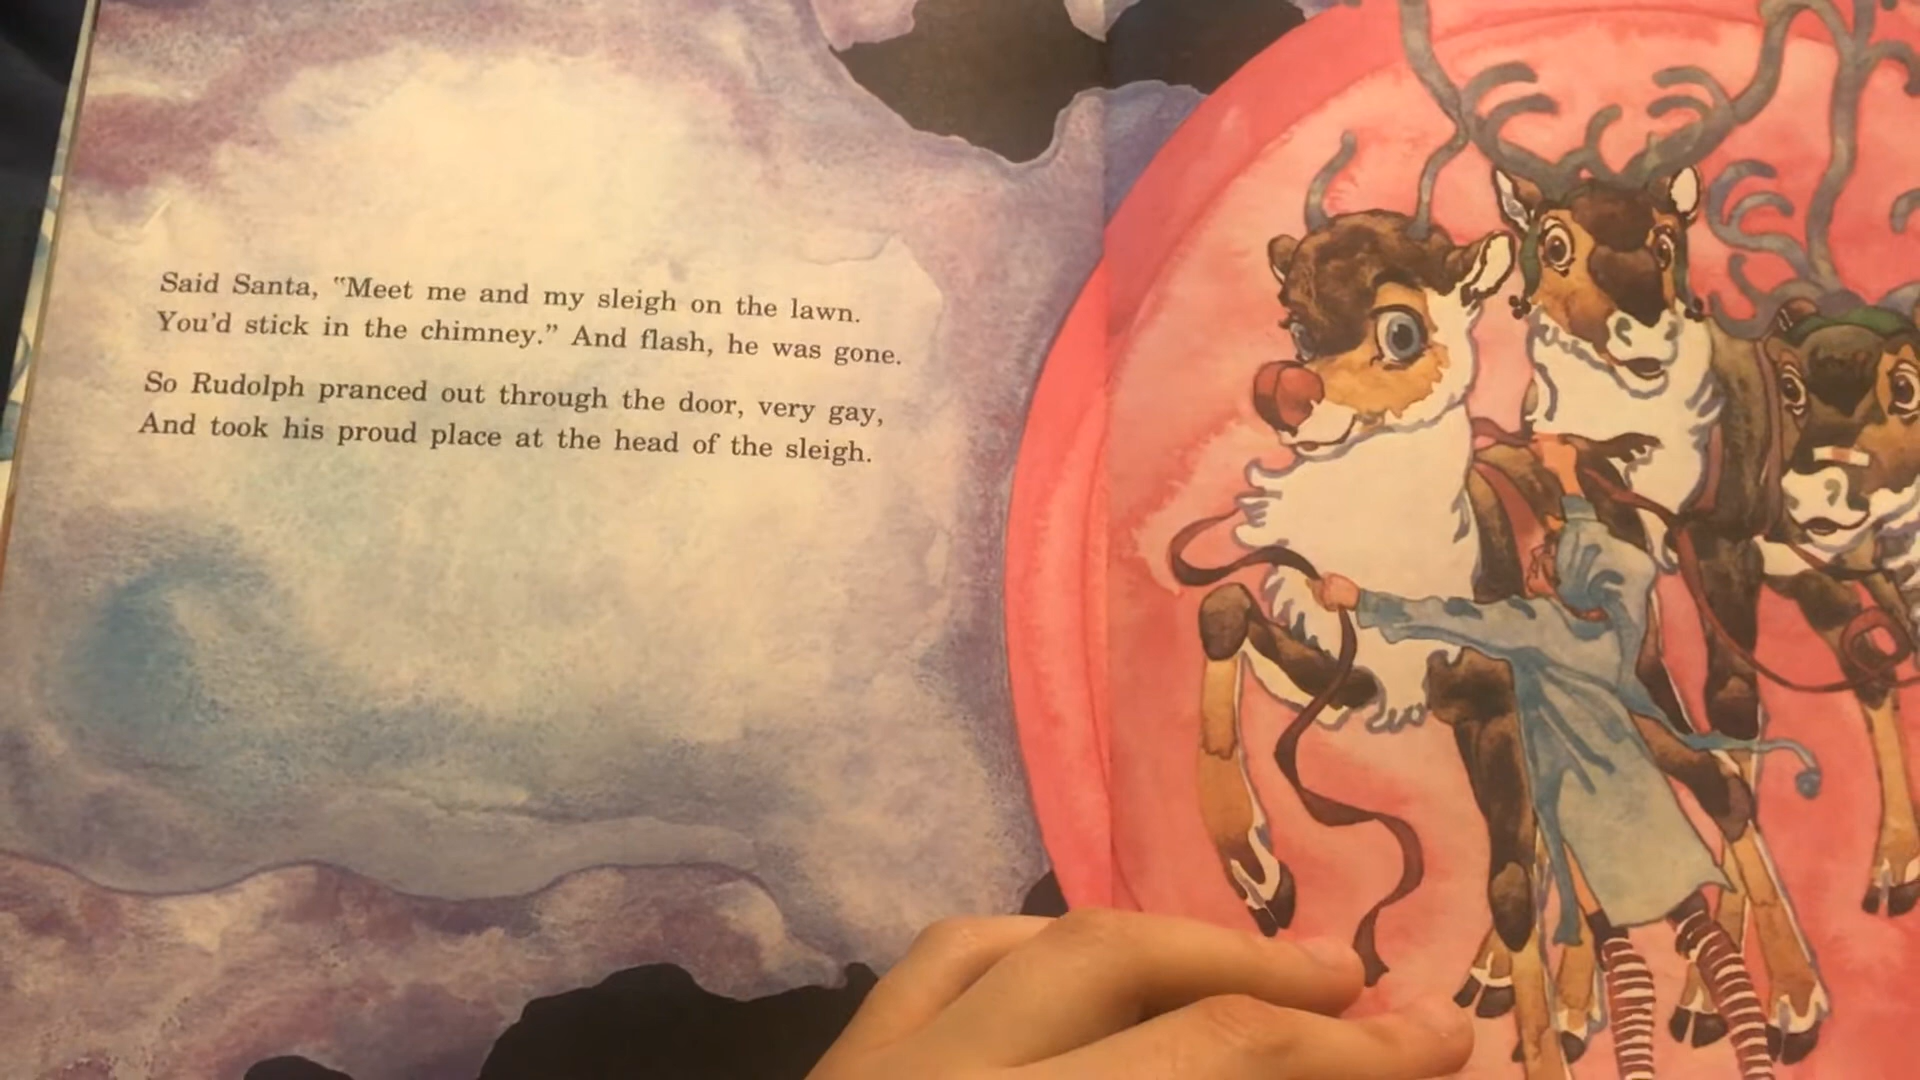 Said Santa, "Meet me and my sleigh on the lawn.
You'd stick in the chimney." And flash, he was gone.
So Rudolph pranced out through the door, very gay,
And took his proud place at the head of the sleigh.